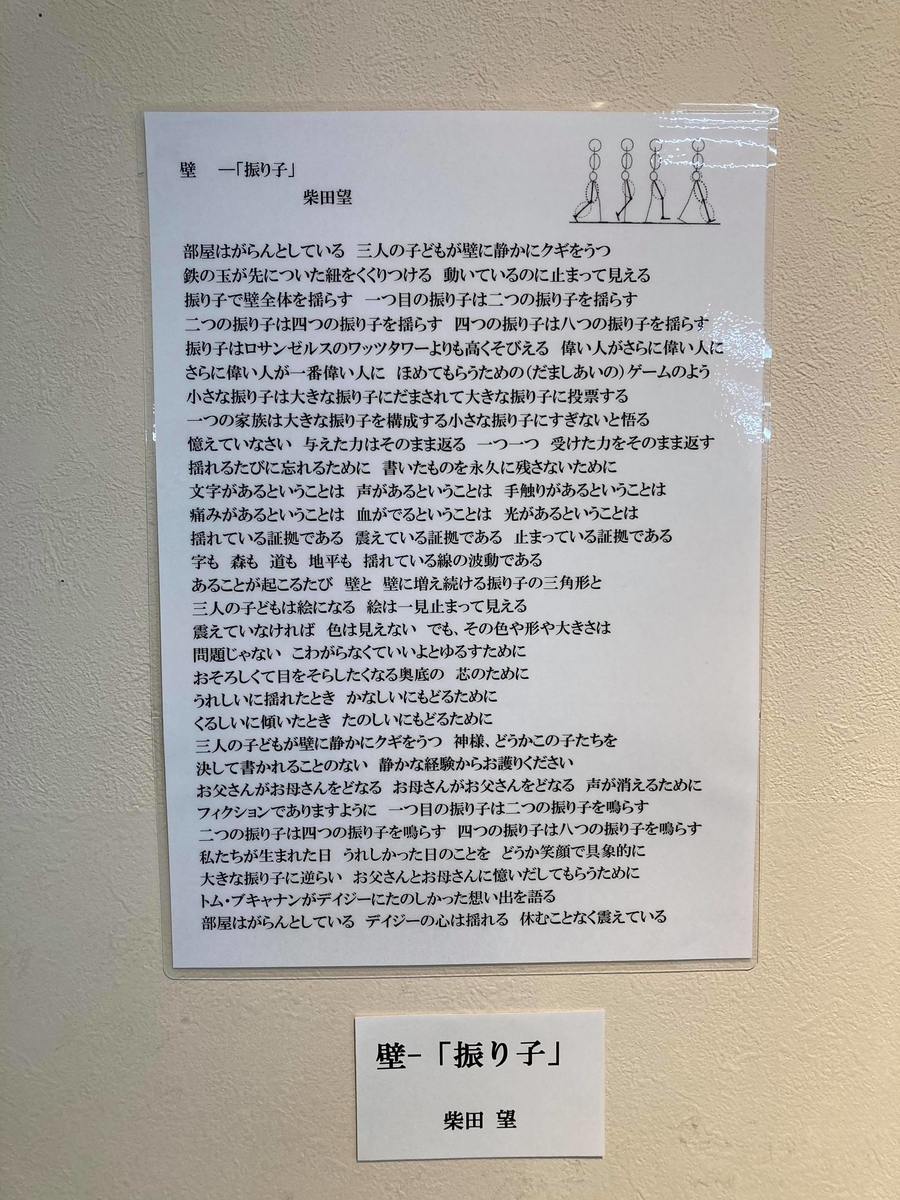 壁　―「振り子」
柴田望
部屋はがらんとしている　三人の子どもが壁に静かにクギをうつ
鉄の玉が先についた紐をくくりつける　動いているのに止まって見える
振り子で壁全体を揺らす　一つ目の振り子は二つの振り子を揺らす
二つの振り子は四つの振り子を揺らす　四つの振り子は八つの振り子を揺らす
振り子はロサンゼルスのワッツタワーよりも高くそびえる　偉い人がさらに偉い人に
さらに偉い人が一番偉い人に　ほめてもらうための（だましあいの）ゲームのよう
小さな振り子は大きな振り子にだまされて大きな振り子に投票する
一つの家族は大きな振り子を構成する小さな振り子にすぎないと悟る
憶えていなさい　与えた力はそのまま返る　一つ一つ　受けた力をそのまま返す
揺れるたびに忘れるために　書いたものを永久に残さないために
文字があるということは　声があるということは　手触りがあるということは
痛みがあるということは　血がでるということは　光があるということは
揺れている証拠である　震えている証拠である　止まっている証拠である
字も　森も　道も　地平も　揺れている線の波動である
あることが起こるたび　壁と　壁に増え続ける振り子の三角形と
三人の子どもは絵になる　絵は一見止まって見える
震えていなければ　色は見えない　でも、その色や形や大きさは
問題じゃない　こわがらなくていいよとゆるすために
おそろしくて目をそらしたくなる奥底の　芯のために
うれしいに揺れたとき　かなしいにもどるために
くるしいに傾いたとき　たのしいにもどるために
三人の子どもが壁に静かにクギをうつ　神様、どうかこの子たちを
決して書かれることのない　静かな経験からお護りください
お父さんがお母さんをどなる　お母さんがお父さんをどなる　声が消えるために
フィクションでありますように　一つ目の振り子は二つの振り子を鳴らす
二つの振り子は四つの振り子を鳴らす　四つの振り子は八つの振り子を鳴らす
私たちが生まれた日　うれしかった日のことを　どうか笑顔で具象的に
大きな振り子に逆らい　お父さんとお母さんに憶いだしてもらうために
トム・ブキャナンがデイジーにたのしかった想い出を語る
部屋はがらんとしている　デイジーの心は揺れる　休むことなく震えている
壁-「振り子」
柴田 望